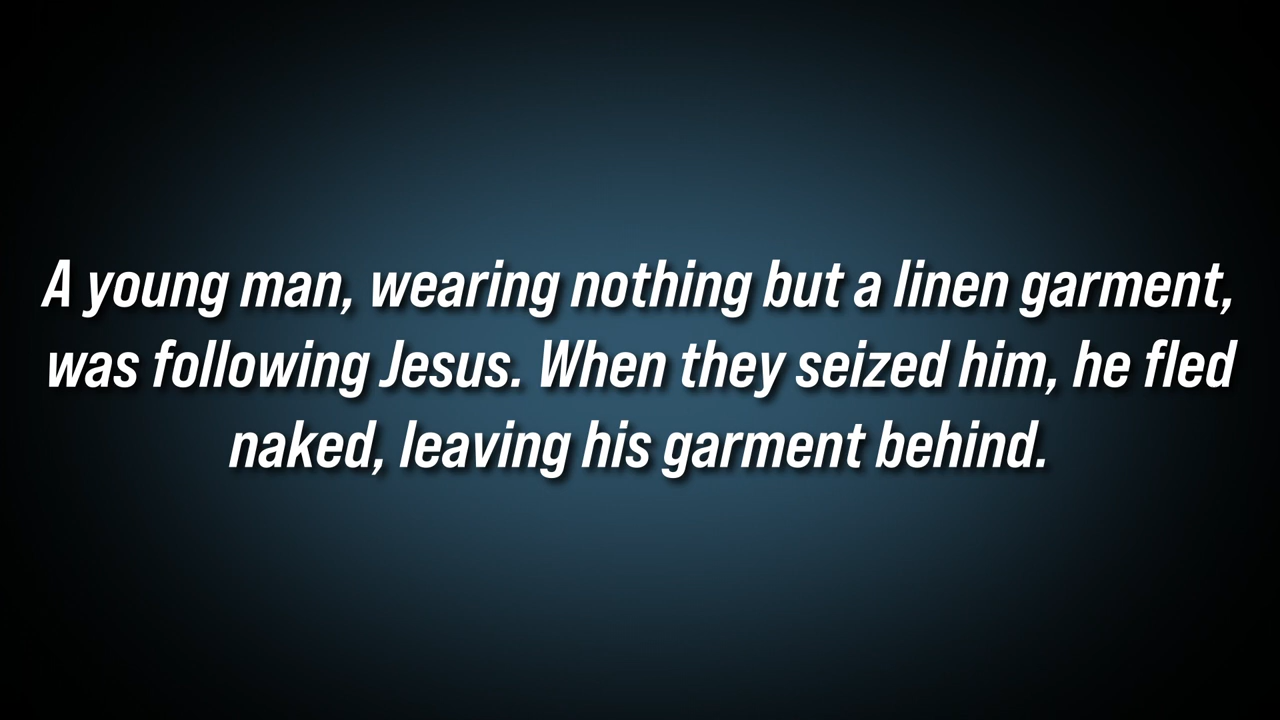 A young man, wearing nothing but a linen garment,
was following Jesus. When they seized him, he fled
naked, leaving his garment behind.